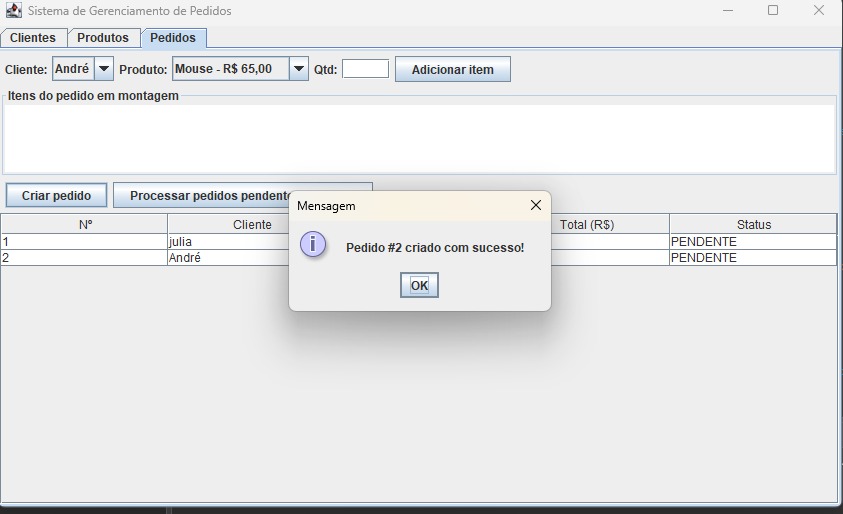 Sistema de Gerenciamento de Pedidos
Clientes Produtos Pedidos
Cliente: André Produto: Mouse - R$ 65,00 Qtd: Adicionar item
Itens do pedido em montagem
Criar pedido Processar pedidos
Mensagem
Nº Cliente Total (R$) Status
1 julia PENDENTE
2 André PENDENTE
Pedido #2 criado com sucesso!
OK